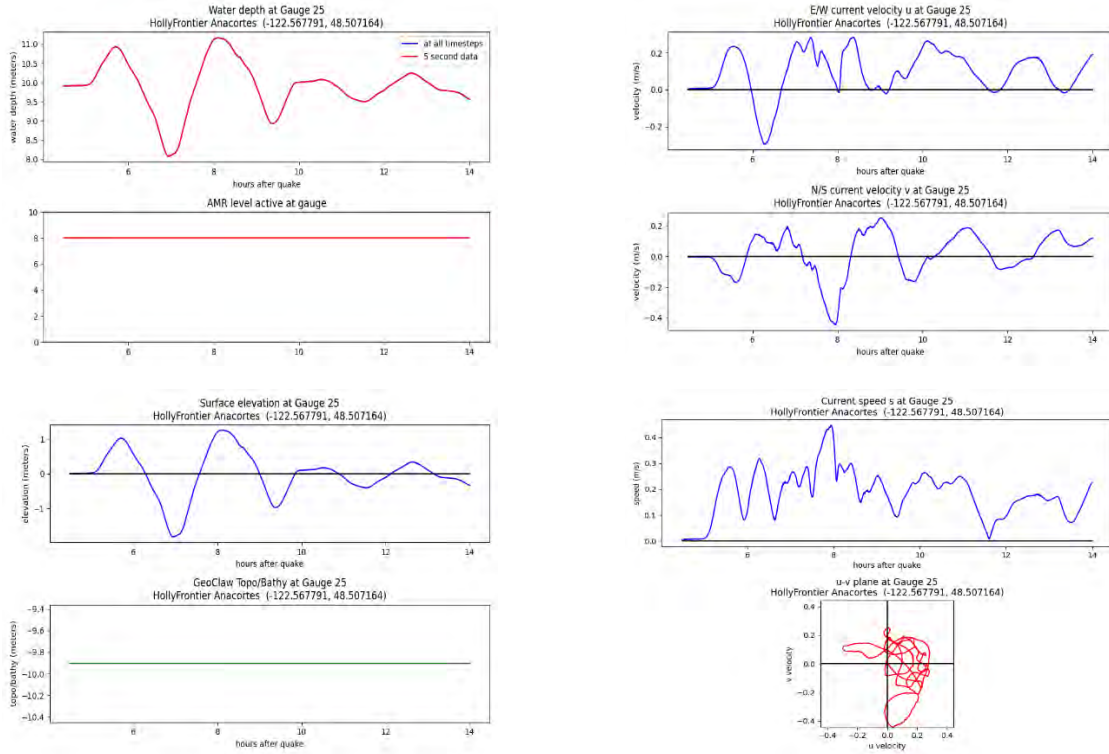 Water depth at Gauge 25
HollyFrontier Anacortes (-122.567791, 48.507164)
11.0
10.5
10.0
9.5
9.0
8.5
8.0
water depth (meters)
at all timesteps
5 second data
6 8 10 12 14
hours after quake
AMR level active at gauge
10
8
6
4
2
0
6 8 10 12 14
Surface elevation at Gauge 25
HollyFrontier Anacortes (-122.567791, 48.507164)
1
0
-1
elevation (meters)
6 8 10 12 14
hours after quake
GeoClaw Topo/Bathy at Gauge 25
HollyFrontier Anacortes (-122.567791, 48.507164)
-9.4
-9.6
-9.8
-10.0
-10.2
-10.4
topo/bathy (meters)
6 8 10 12 14
hours after quake
E/W current velocity u at Gauge 25
HollyFrontier Anacortes (-122.567791, 48.507164)
0.2
0.0
-0.2
velocity (m/s)
6 8 10 12 14
hours after quake
N/S current velocity v at Gauge 25
HollyFrontier Anacortes (-122.567791, 48.507164)
0.2
0.0
-0.2
-0.4
velocity (m/s)
6 8 10 12 14
hours after quake
Current speed s at Gauge 25
HollyFrontier Anacortes (-122.567791, 48.507164)
0.4
0.3
0.2
0.1
0.0
speed (m/s)
6 8 10 12 14
hours after quake
u-v plane at Gauge 25
HollyFrontier Anacortes (-122.567791, 48.507164)
0.4
0.2
0.0
-0.2
-0.4
v velocity
-0.4 -0.2 0.0 0.2 0.4
u velocity